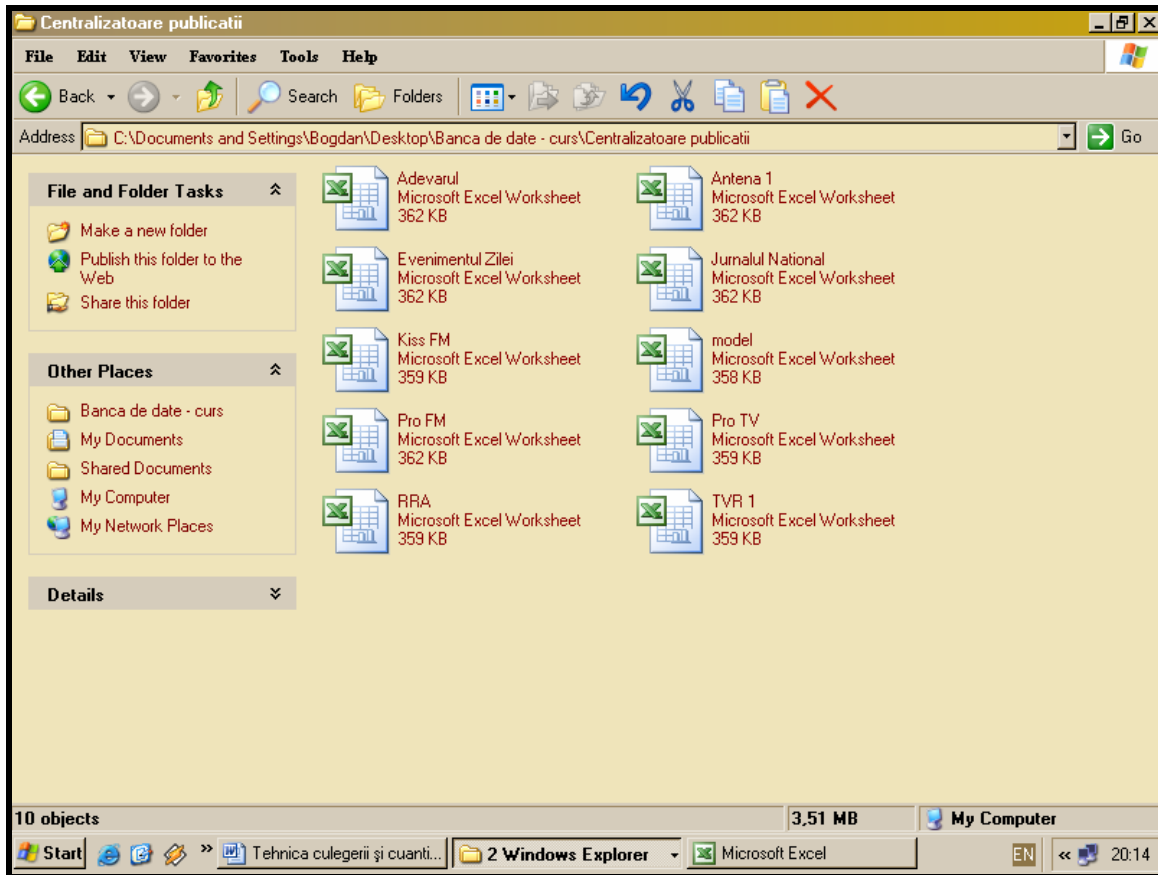 Centralizatoare publicatii
File Edit View Favorites Tools Help
Back Search Folders
Address C:\Documents and Settings\Bogdan\Desktop\Banca de date - curs\Centralizatoare publicatii Go
File and Folder Tasks
Make a new folder
Publish this folder to the
Web
Share this folder
Other Places
Banca de date - curs
My Documents
Shared Documents
My Computer
My Network Places
Details
Adevarul
Microsoft Excel Worksheet
362 KB
Antena 1
Microsoft Excel Worksheet
362 KB
Evenimentul Zilei
Microsoft Excel Worksheet
362 KB
Jurnalul National
Microsoft Excel Worksheet
362 KB
Kiss FM
Microsoft Excel Worksheet
359 KB
model
Microsoft Excel Worksheet
358 KB
Pro FM
Microsoft Excel Worksheet
362 KB
Pro TV
Microsoft Excel Worksheet
359 KB
RRA
Microsoft Excel Worksheet
359 KB
TVR 1
Microsoft Excel Worksheet
359 KB
10 objects 3,51 MB My Computer
Start » Tehnica culegerii şi cuanti... 2 Windows Explorer Microsoft Excel EN « 20:14